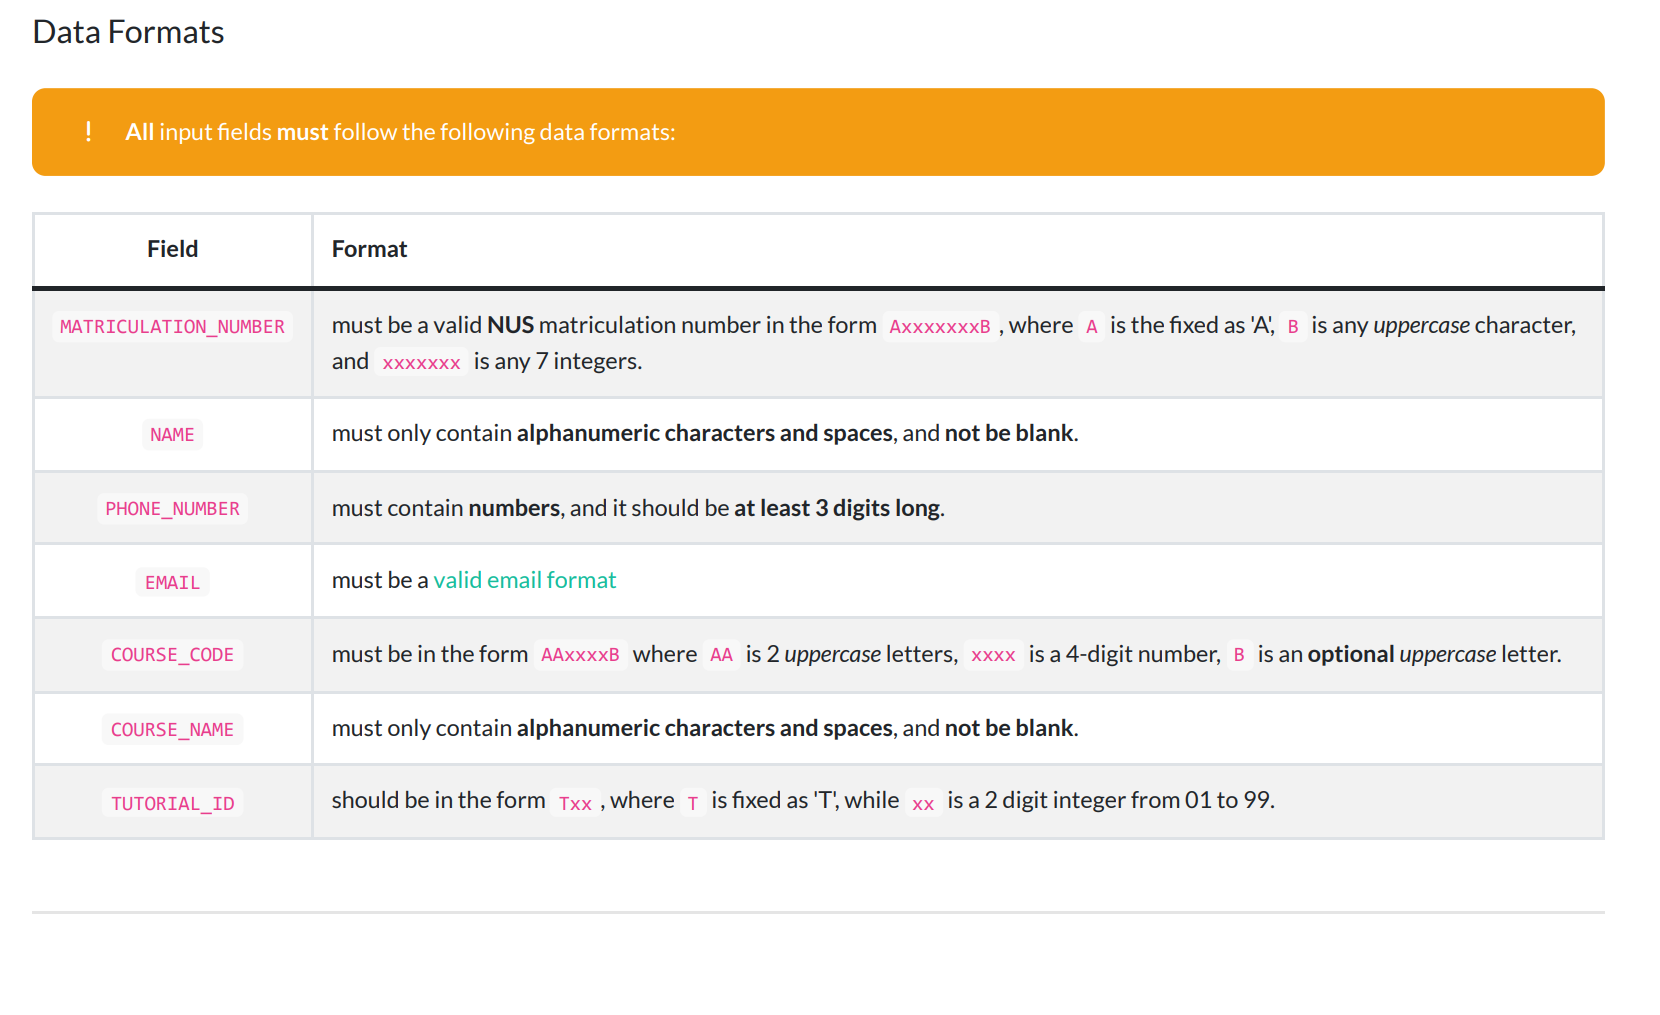 Data Formats
! All input fields must follow the following data formats:
Field Format
MATRICULATION_NUMBER must be a valid NUS matriculation number in the form AxxxxxxxB , where A is the fixed as 'A', B is any uppercase character,
and xxxxxxx is any 7 integers.
NAME must only contain alphanumeric characters and spaces, and not be blank.
PHONE_NUMBER must contain numbers, and it should be at least 3 digits long.
EMAIL must be a valid email format
COURSE_CODE must be in the form AAxxxxB where AA is 2 uppercase letters, xxxx is a 4-digit number, B is an optional uppercase letter.
COURSE_NAME must only contain alphanumeric characters and spaces, and not be blank.
TUTORIAL_ID should be in the form Txx , where T is fixed as 'T', while xx is a 2 digit integer from 01 to 99.